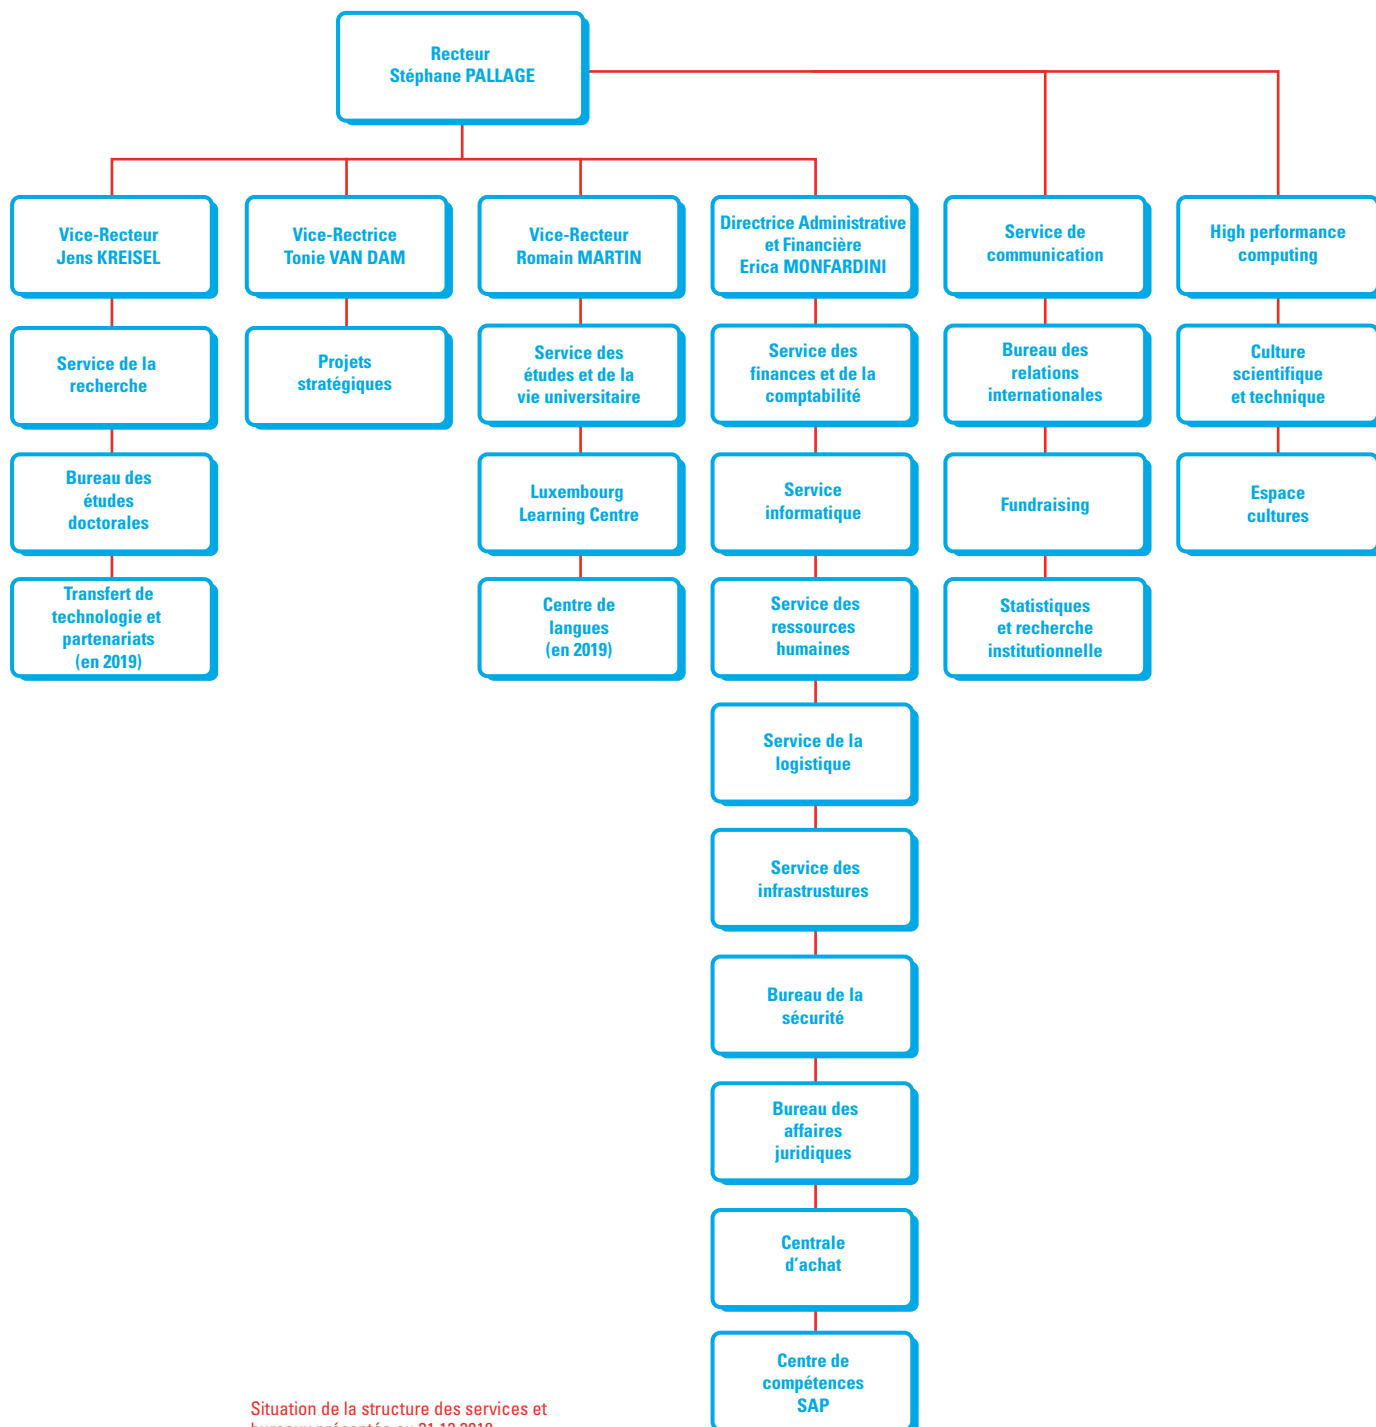 Recteur
Stéphane PALLAGE
Vice-Recteur
Jens KREISEL
Vice-Rectrice
Tonie VAN DAM
Vice-Recteur
Romain MARTIN
Directrice Administrative
et Financière
Erica MONFARDINI
Service de
communication
High performance
computing
Service de la
recherche
Projets
stratégiques
Service des
études et de la
vie universitaire
Service des
finances et de la
comptabilité
Bureau des
relations
internationales
Culture
scientifique
et technique
Bureau des
études
doctorales
Luxembourg
Learning Centre
Service
informatique
Fundraising
Espace
cultures
Transfert de
technologie et
partenariats
(en 2019)
Centre de
langues
(en 2019)
Service des
ressources
humaines
Statistiques
et recherche
institutionnelle
Service de la
logistique
Service des
infrastrustures
Bureau de la
sécurité
Bureau des
affaires
juridiques
Centrale
d'achat
Centre de
compétences
SAP
Situation de la structure des services et
bureaux présentée au 31.12.2018